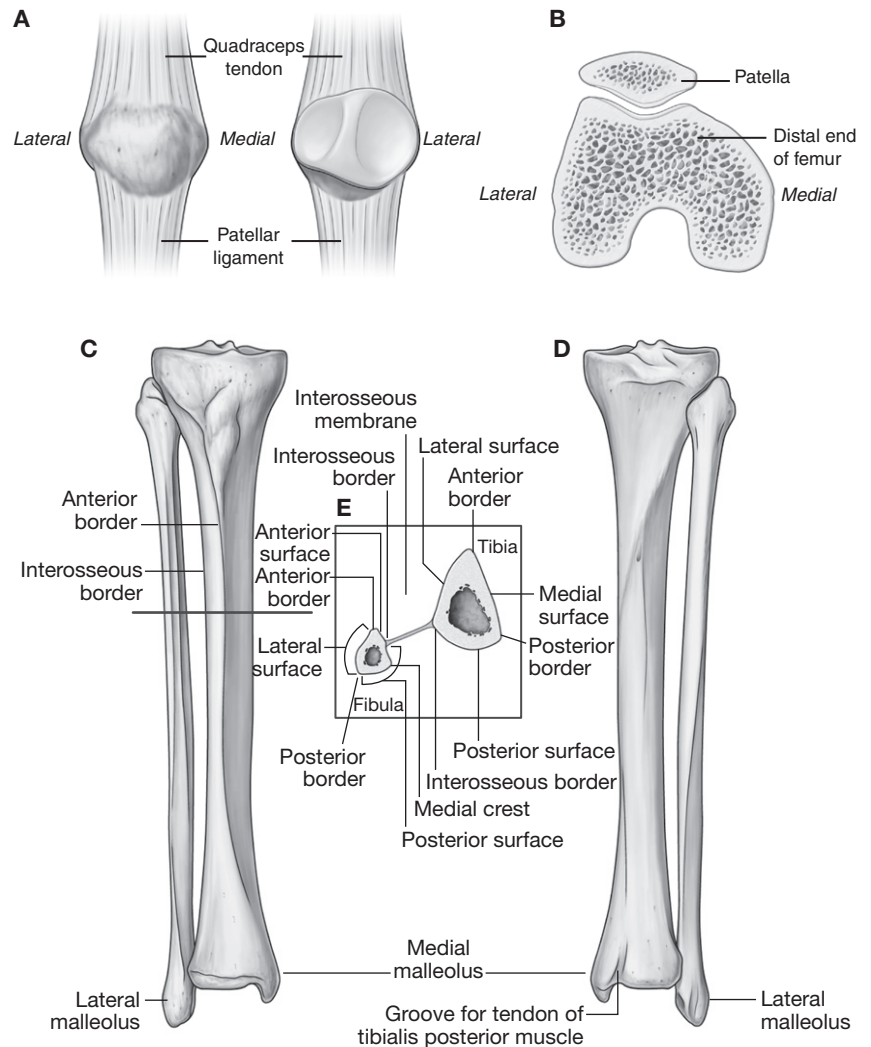 A
Quadraceps
tendon
Lateral
Medial
Lateral
Patellar
ligament
B
Patella
Distal end
of femur
Lateral
Medial
C
D
Interosseous
membrane
Lateral surface
Interosseous
border
Anterior
border
E
Anterior
border
Anterior
surface
Tibia
Interosseous
border
Anterior
border
Medial
surface
Lateral
surface
Posterior
border
Fibula
Posterior
border
Posterior surface
Interosseous border
Medial crest
Posterior surface
Medial
malleolus
Lateral
malleolus
Groove for tendon of
tibialis posterior muscle
Lateral
malleolus